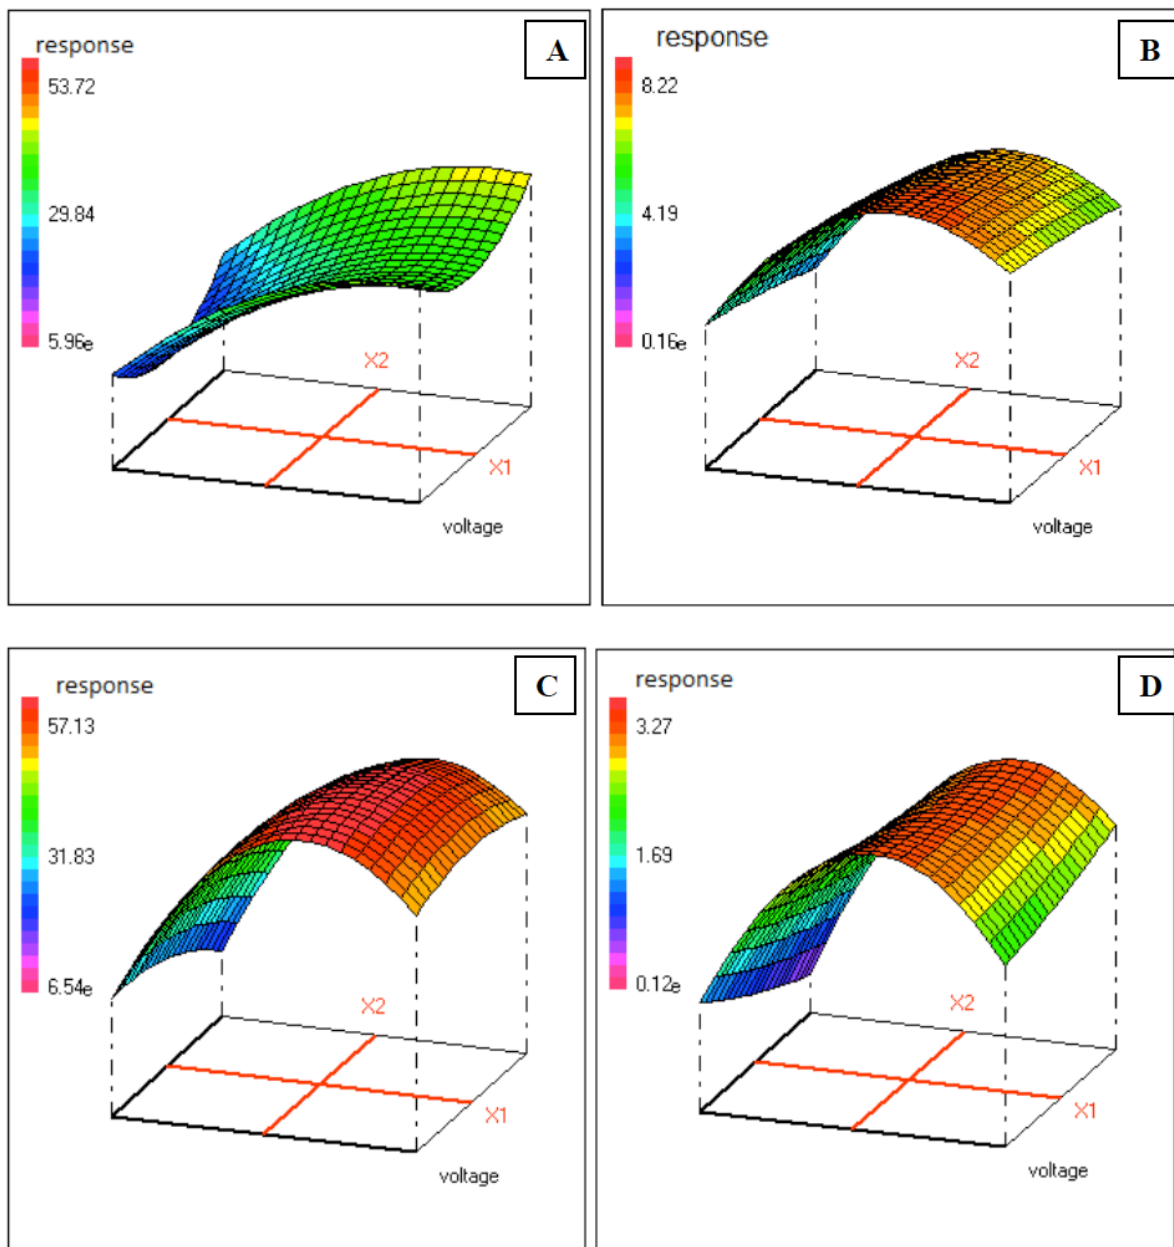 response
A
53.72
29.84
5.96e
X2
X1
voltage
response
B
8.22
4.19
0.16e
X2
X1
voltage
response
C
57.13
31.83
6.54e
X2
X1
voltage
response
D
3.27
1.69
0.12e
X2
X1
voltage